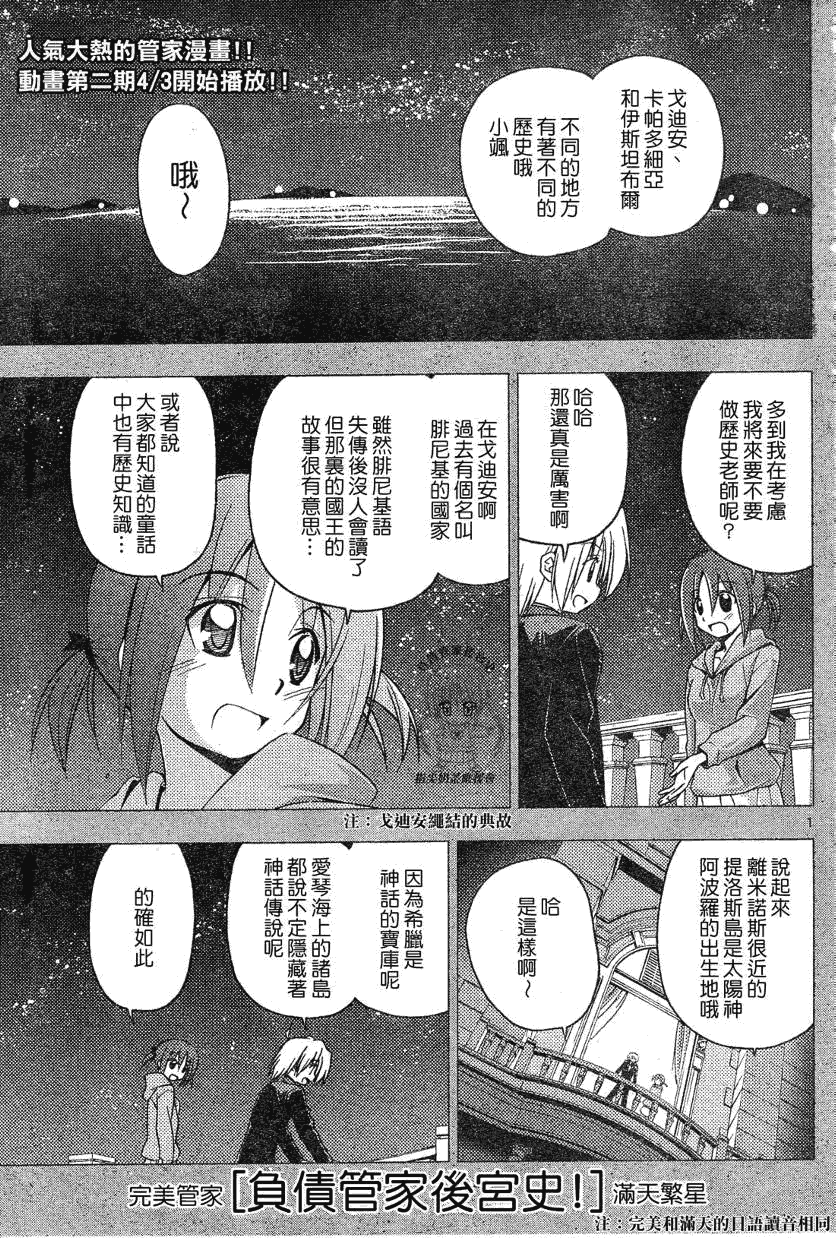 人氣大熱的管家漫畫!!
動畫第二期4/3開始播放!!
戈迪安、
卡帕多細亞
和伊斯坦布爾
不同的地方
有著不同的
歷史哦
小颯
哦~
多到我在考慮
我將來要不要
做歷史老師呢?
哈哈
那還真是厲害啊
在戈迪安啊
過去有個名叫
腓尼基的國家
雖然腓尼基語
失傳後沒人會讀了
但那裏的國王的
故事很有意思…
或者說
大家都知道的童話
中也有歷史知識…
注:戈迪安繩結的典故
1
說起來
離米諾斯很近的
提洛斯島是太陽神
阿波羅的出生地哦
哈
是這樣啊~
因為希臘是
神話的寶庫呢
愛琴海上的諸島
都說不定隱藏著
神話傳說呢
的確如此
完美管家[負債管家後宮史!]滿天繁星
注:完美和滿天的日語讀音相同